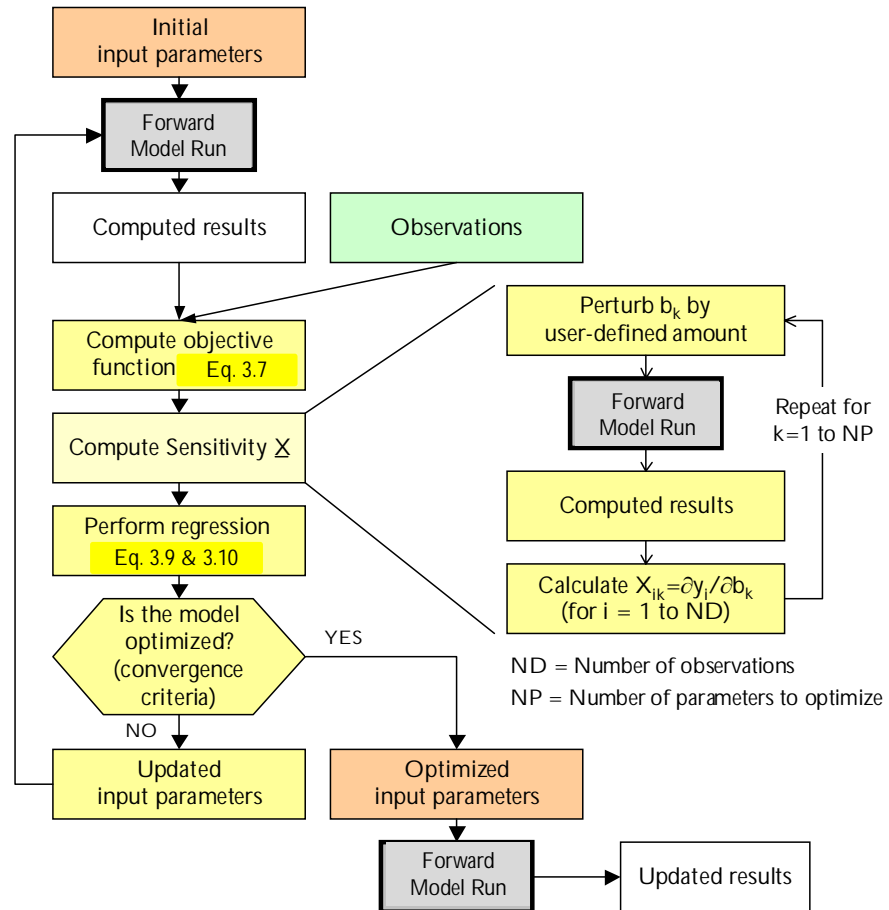 Initial
input parameters
Forward
Model Run
Computed results
Observations
Compute objective
function Eq. 3.7
Compute Sensitivity X
Perform regression
Eq. 3.9 & 3.10
Is the model
optimized?
(convergence
criteria)
YES
NO
Updated
input parameters
Perturb bk by
user-defined amount
Forward
Model Run
Computed results
Calculate Xik=∂yi/∂bk
(for i = 1 to ND)
Repeat for
k=1 to NP
ND = Number of observations
NP = Number of parameters to optimize
Optimized
input parameters
Forward
Model Run
Updated results